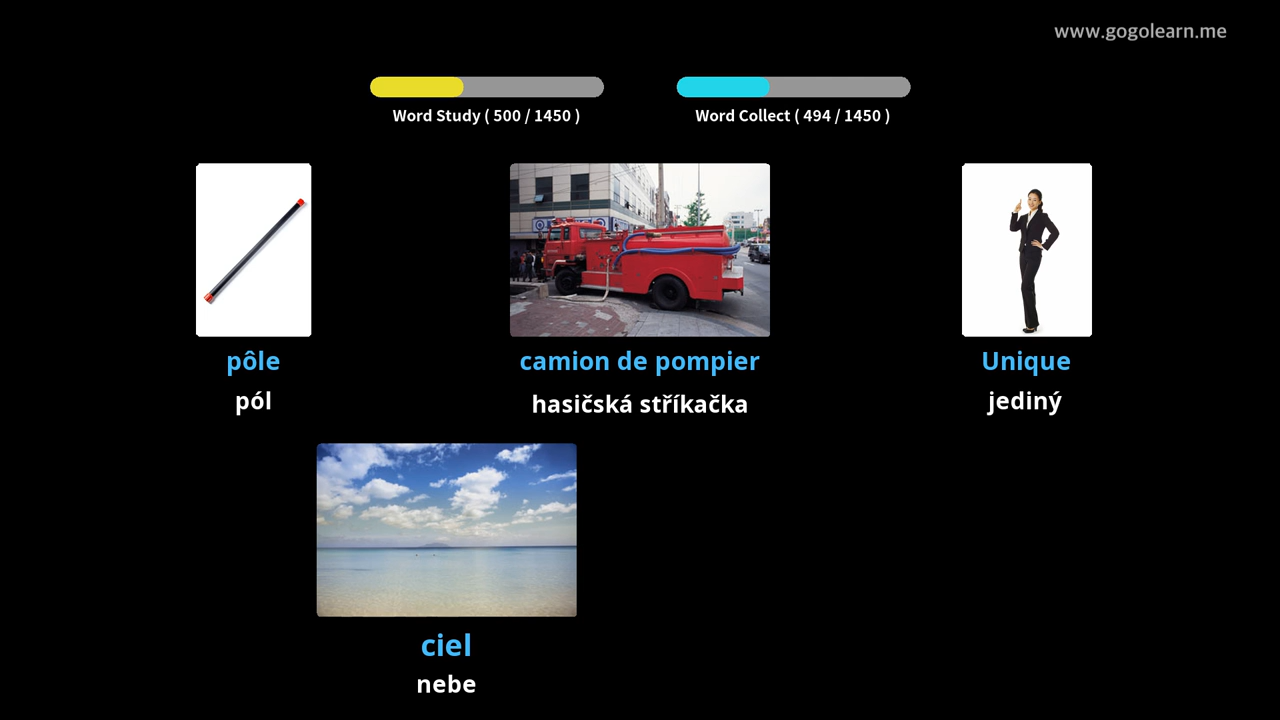 www.gogolearn.me
Word Study ( 500 / 1450 )
Word Collect ( 494 / 1450 )
pôle
camion de pompier
Unique
pól
hasičská stříkačka
jediný
ciel
nebe